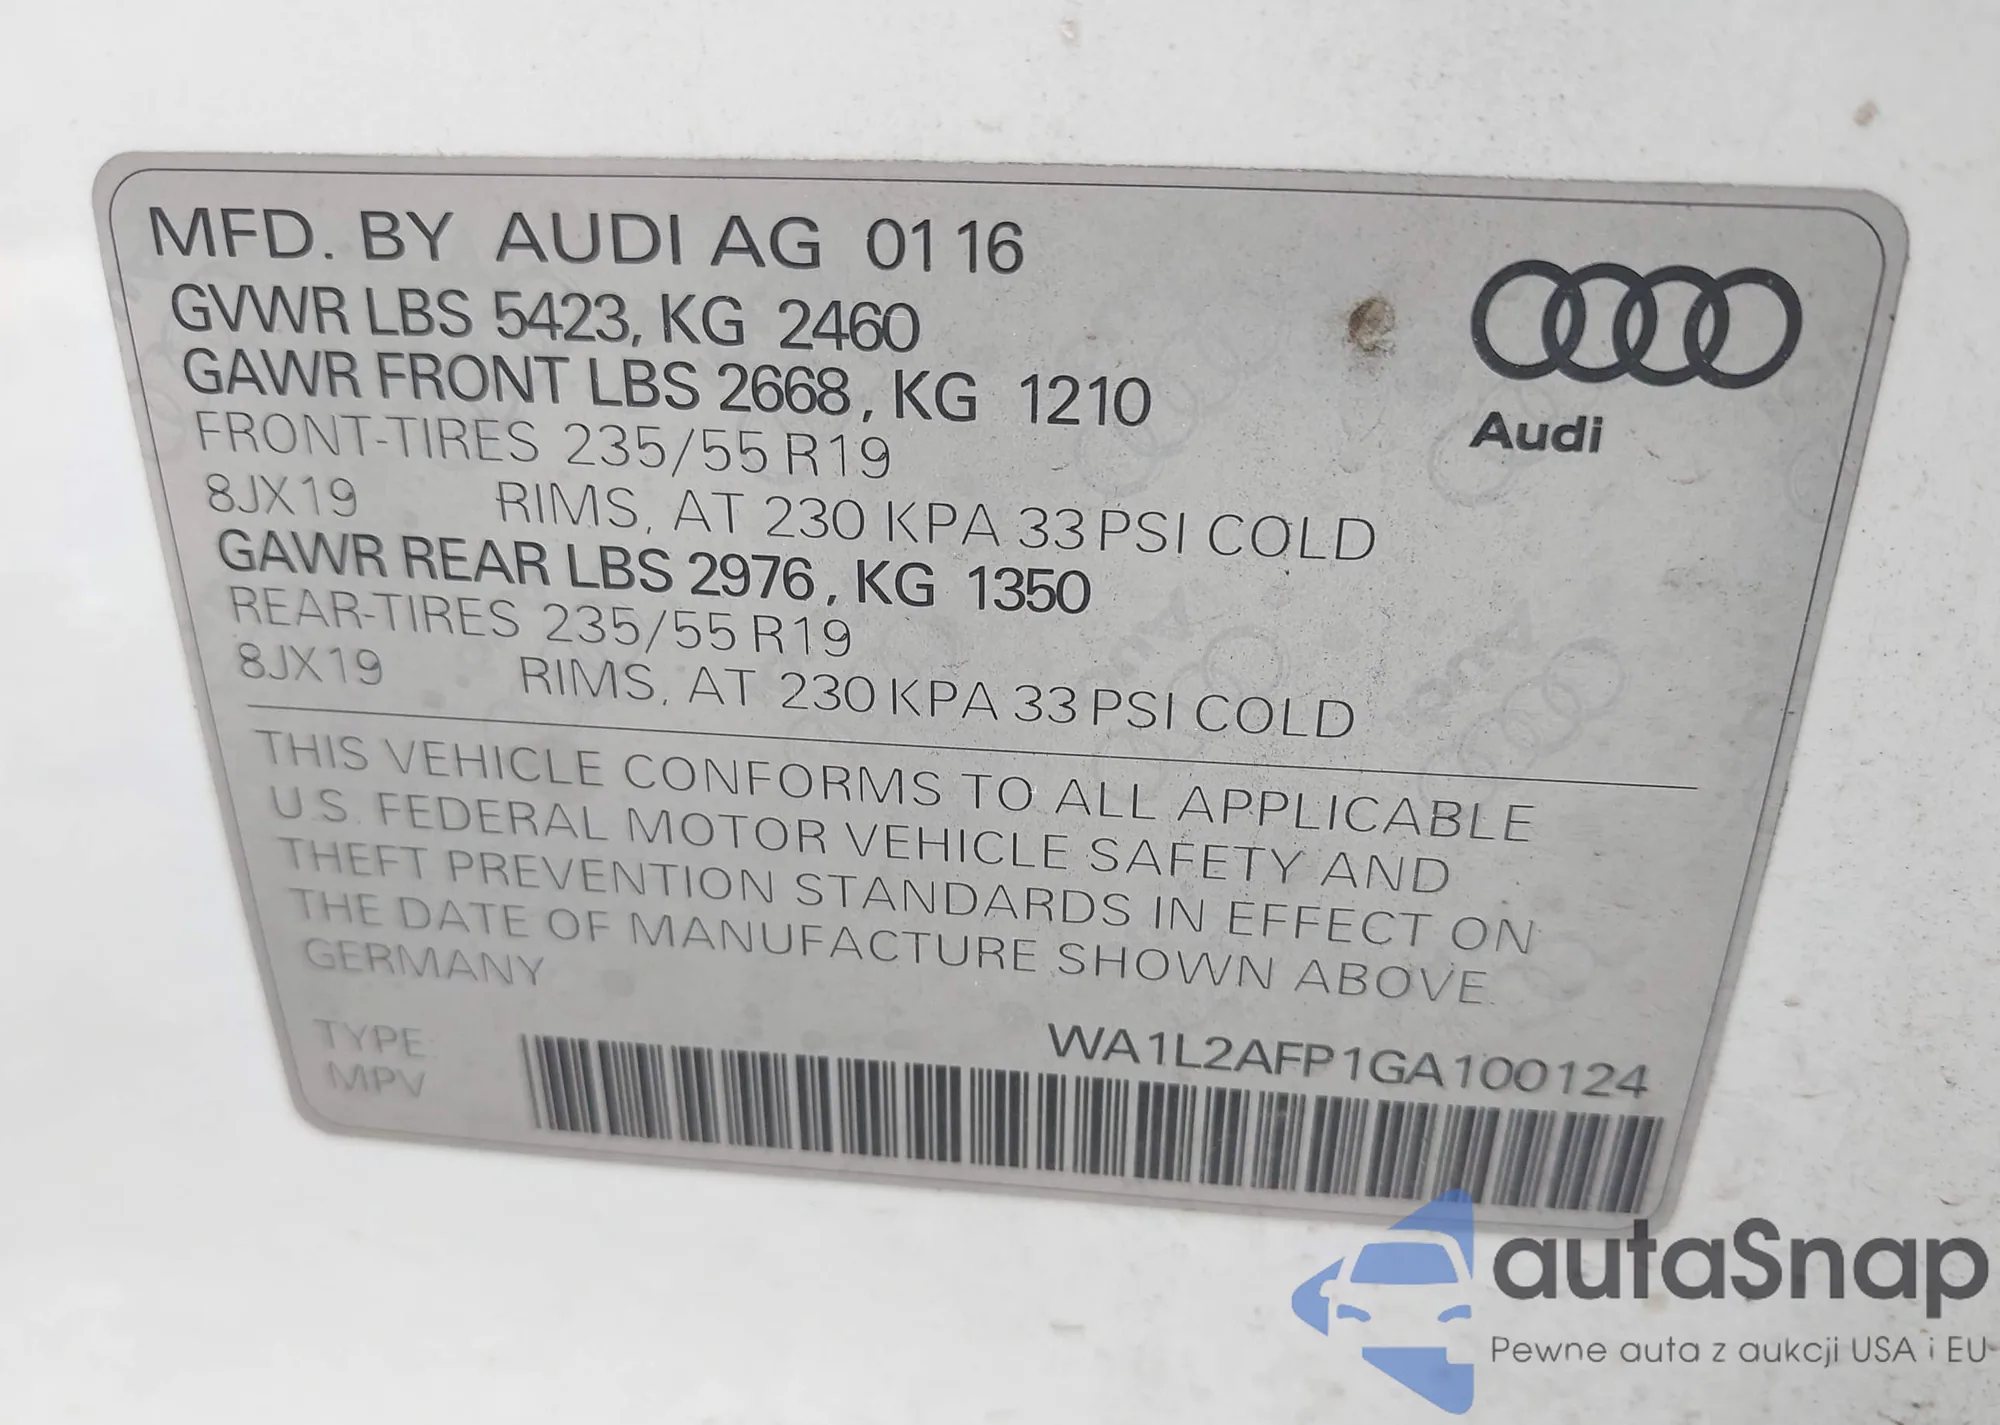 MFD. BY AUDI AG 01 16
GVWR LBS 5423, KG 2460
GAWR FRONT LBS 2668, KG 1210
FRONT-TIRES 235/55 R19
8JX19 RIMS, AT 230 KPA 33 PSI COLD
GAWR REAR LBS 2976, KG 1350
REAR-TIRES 235/55 R19
8JX19 RIMS, AT 230 KPA 33 PSI COLD
Audi
THIS VEHICLE CONFORMS TO ALL APPLICABLE
U.S. FEDERAL MOTOR VEHICLE SAFETY AND
THEFT PREVENTION STANDARDS IN EFFECT ON
THE DATE OF MANUFACTURE SHOWN ABOVE.
GERMANY
TYPE:
MPV
WA1L2AFP1GA100124
autaSnap
Pewne auta z aukcji USA i EU